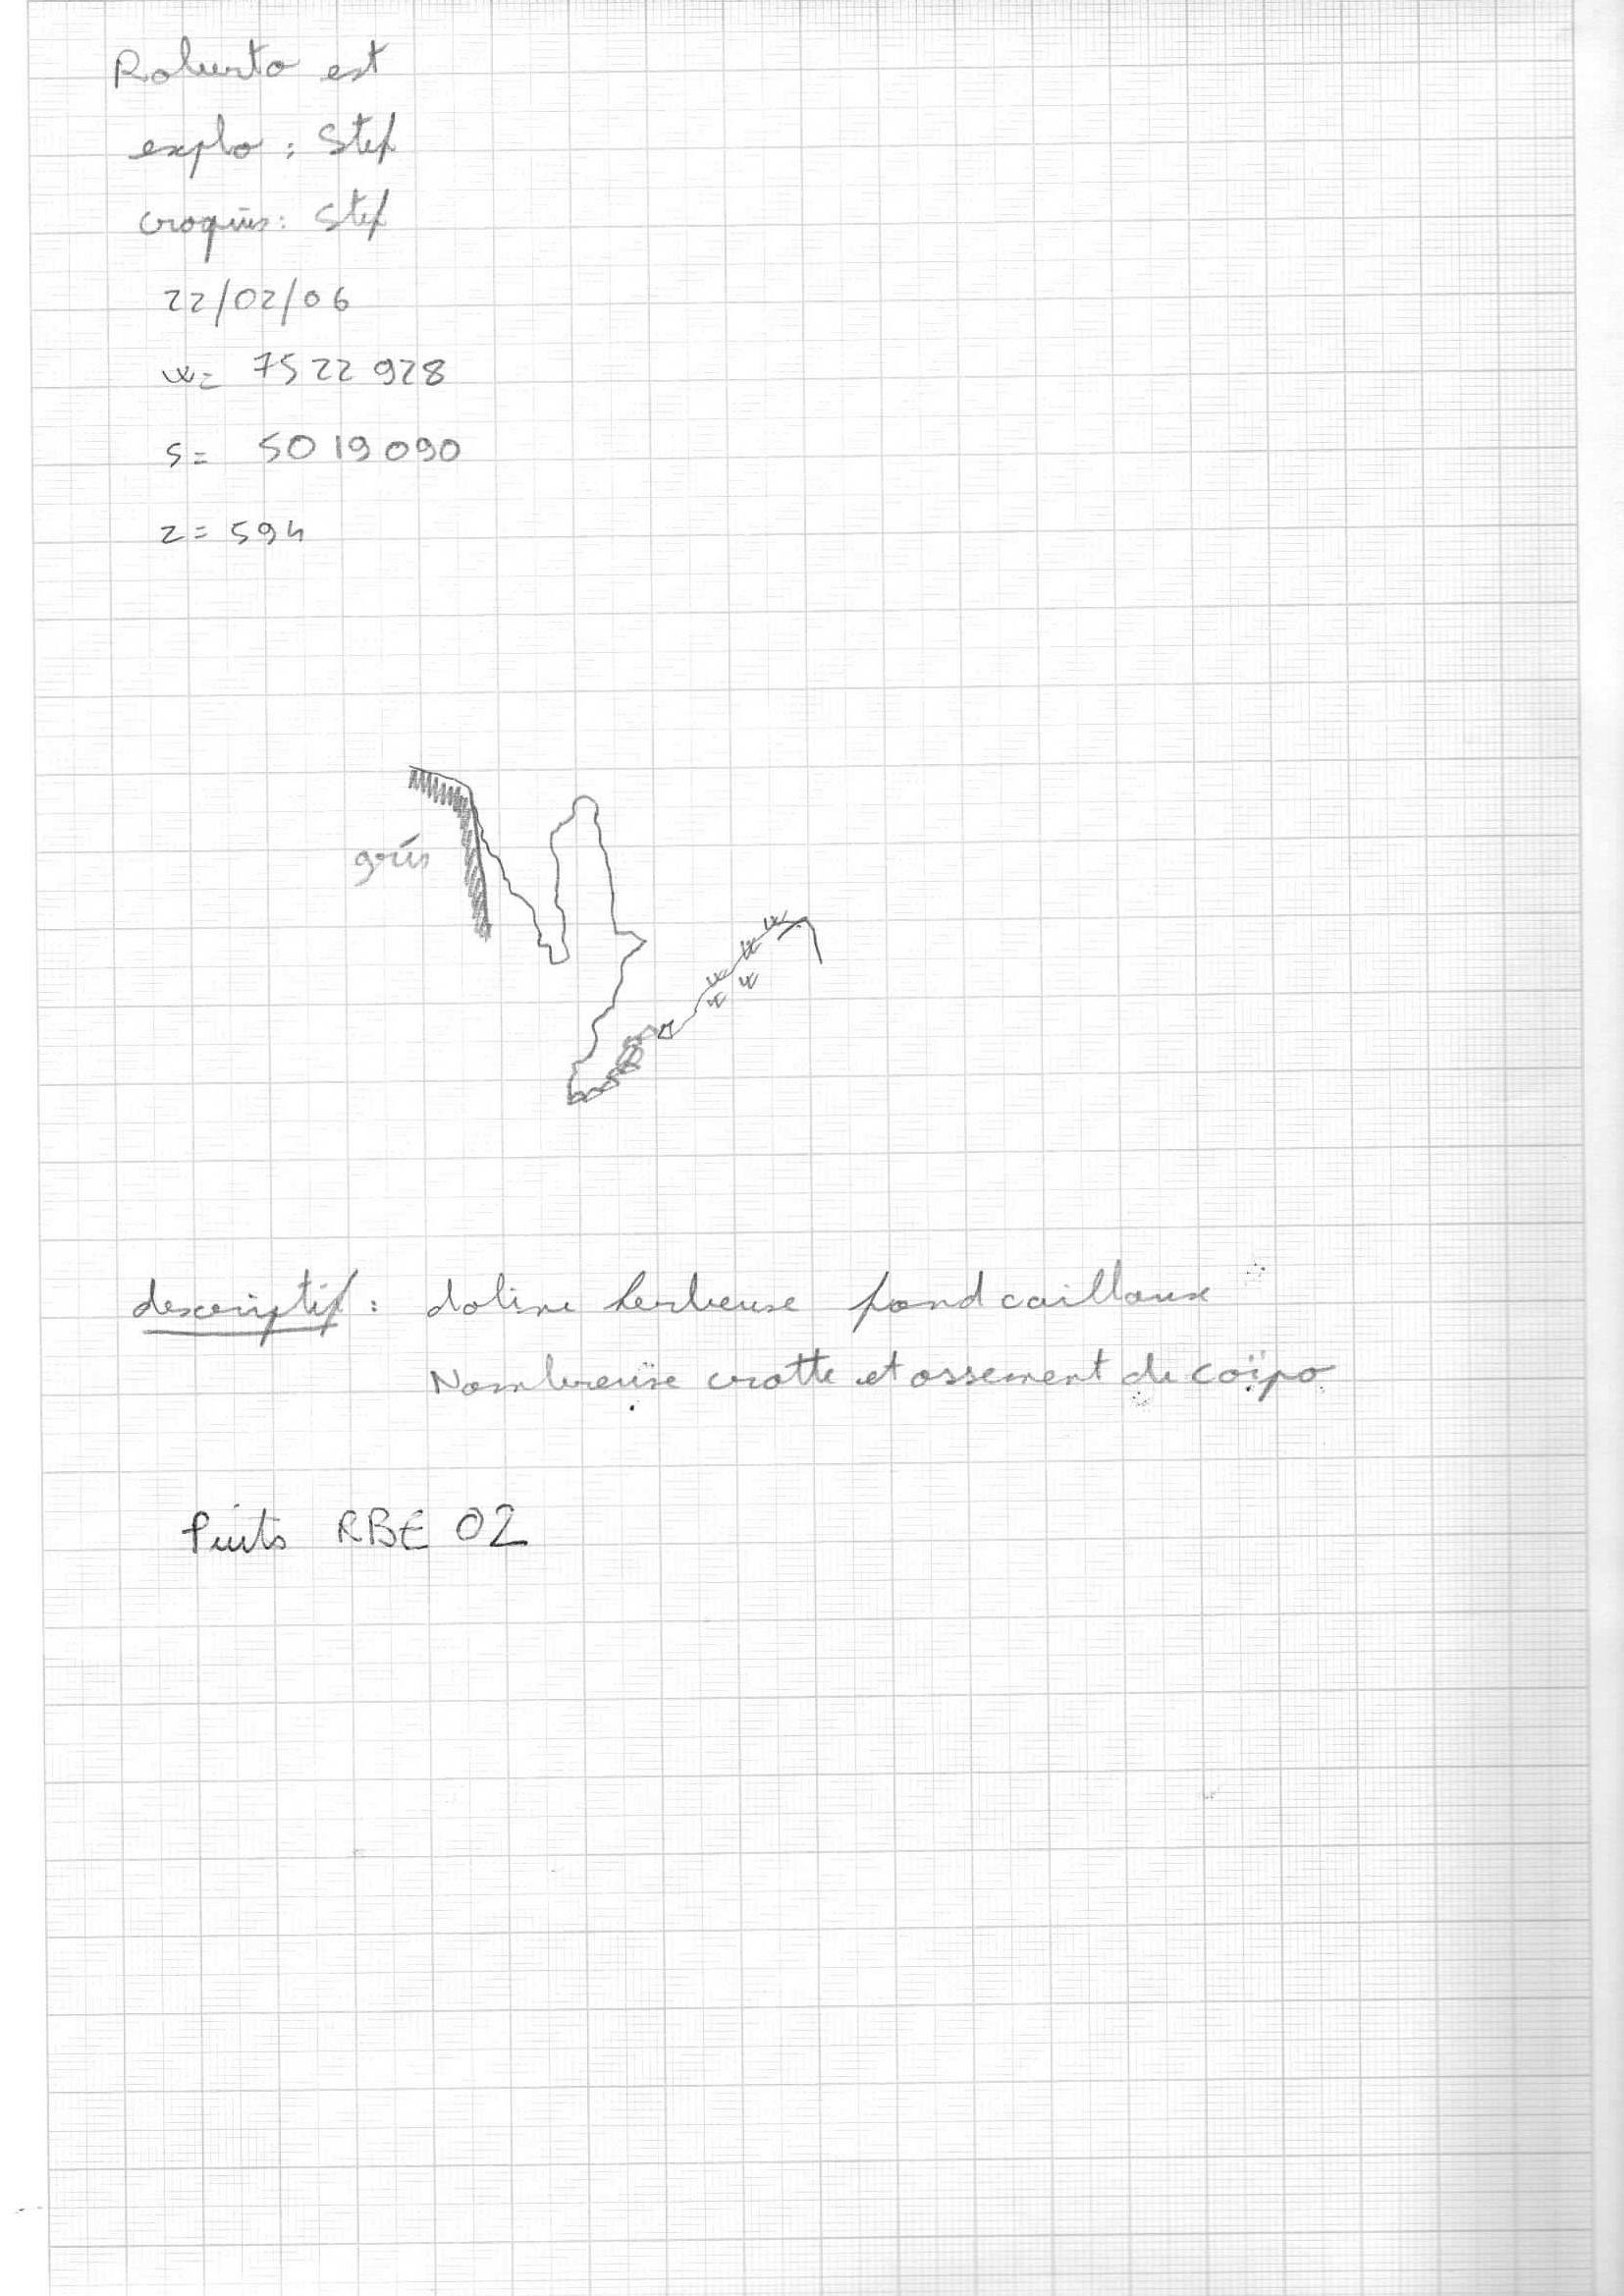 Roberto est
explo : Stef
croquis : Stef
22/02/06
w= 7522928
s= 5019090
z= 594
grés
descriptif : doline herbeuse fond cailloux
Nombreuse crotte et ossement de coïpo
Puits RBE 02